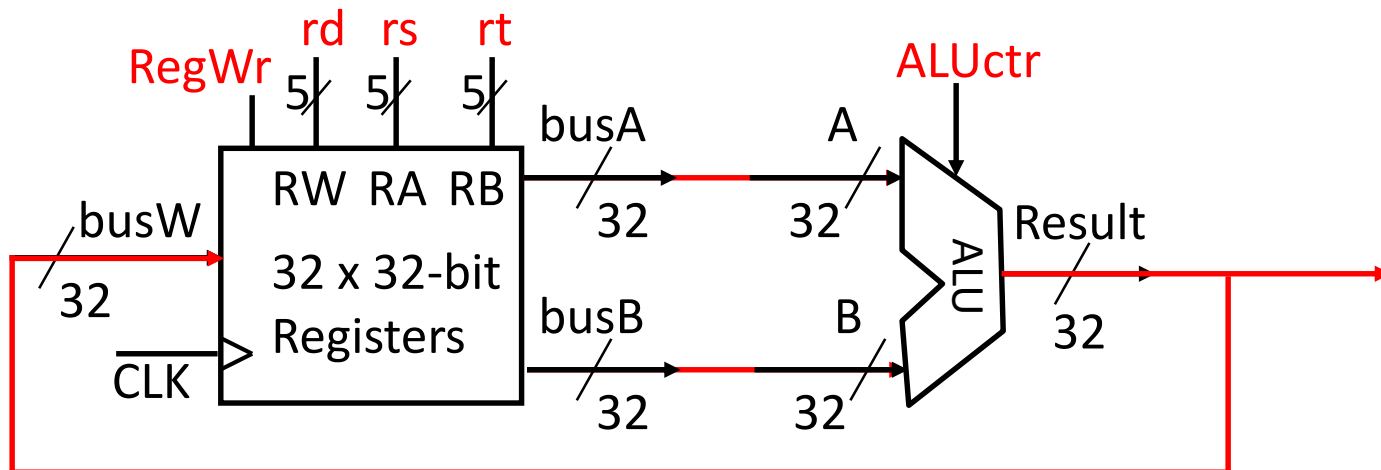 rd rs rt
RegWr
ALUctr
5 5 5
busA A
RW RA RB
busW
32 32
Result
32 x 32-bit
ALU
32
busB B
Registers
32
CLK
32 32